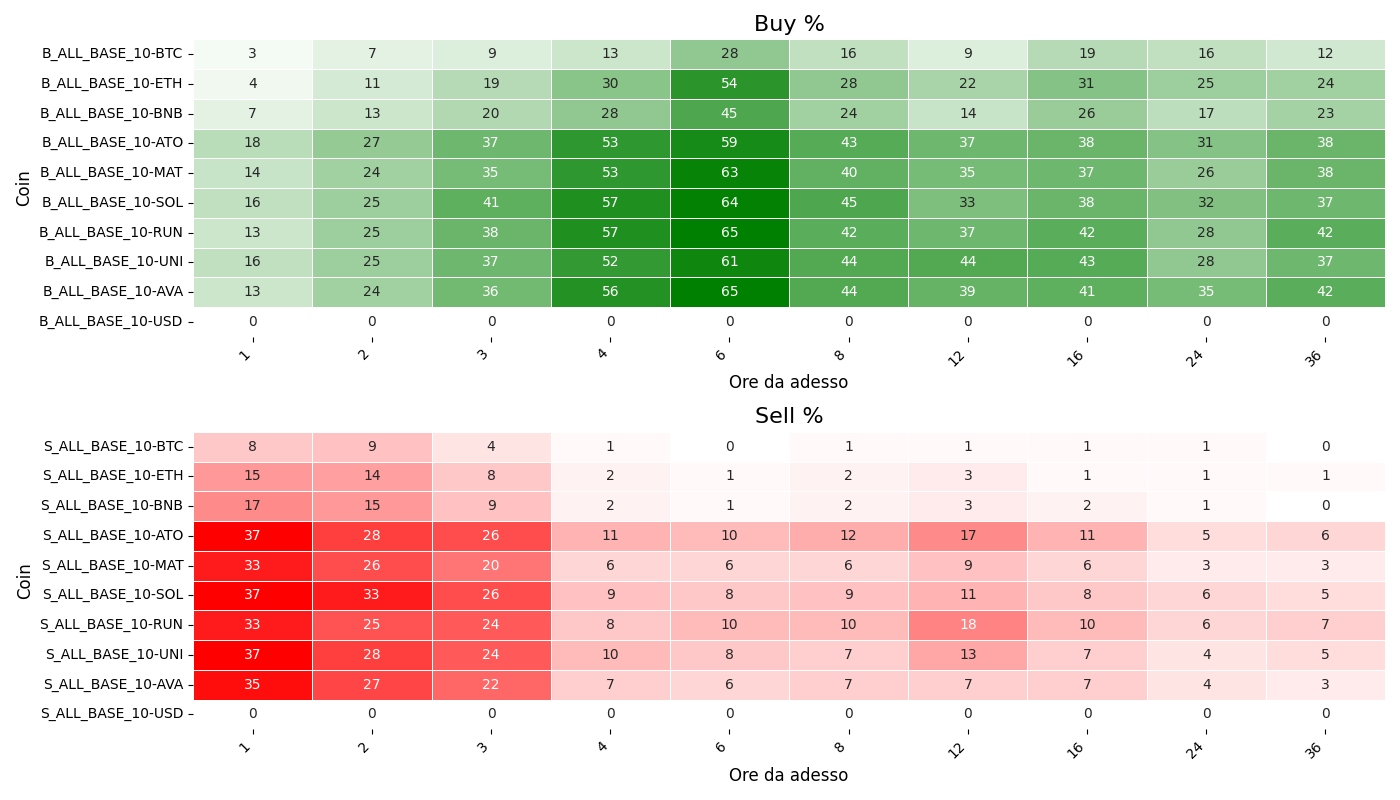 Buy %
Coin
B_ALL_BASE_10-BTC 3 7 9 13 28 16 9 19 16 12
B_ALL_BASE_10-ETH 4 11 19 30 54 28 22 31 25 24
B_ALL_BASE_10-BNB 7 13 20 28 45 24 14 26 17 23
B_ALL_BASE_10-ATO 18 27 37 53 59 43 37 38 31 38
B_ALL_BASE_10-MAT 14 24 35 53 63 40 35 37 26 38
B_ALL_BASE_10-SOL 16 25 41 57 64 45 33 38 32 37
B_ALL_BASE_10-RUN 13 25 38 57 65 42 37 42 28 42
B_ALL_BASE_10-UNI 16 25 37 52 61 44 44 43 28 37
B_ALL_BASE_10-AVA 13 24 36 56 65 44 39 41 35 42
B_ALL_BASE_10-USD 0 0 0 0 0 0 0 0 0 0
1 2 3 4 6 8 12 16 24 36
Ore da adesso
Sell %
Coin
S_ALL_BASE_10-BTC 8 9 4 1 0 1 1 1 1 0
S_ALL_BASE_10-ETH 15 14 8 2 1 2 3 1 1 1
S_ALL_BASE_10-BNB 17 15 9 2 1 2 3 2 1 0
S_ALL_BASE_10-ATO 37 28 26 11 10 12 17 11 5 6
S_ALL_BASE_10-MAT 33 26 20 6 6 6 9 6 3 3
S_ALL_BASE_10-SOL 37 33 26 9 8 9 11 8 6 5
S_ALL_BASE_10-RUN 33 25 24 8 10 10 18 10 6 7
S_ALL_BASE_10-UNI 37 28 24 10 8 7 13 7 4 5
S_ALL_BASE_10-AVA 35 27 22 7 6 7 7 7 4 3
S_ALL_BASE_10-USD 0 0 0 0 0 0 0 0 0 0
1 2 3 4 6 8 12 16 24 36
Ore da adesso